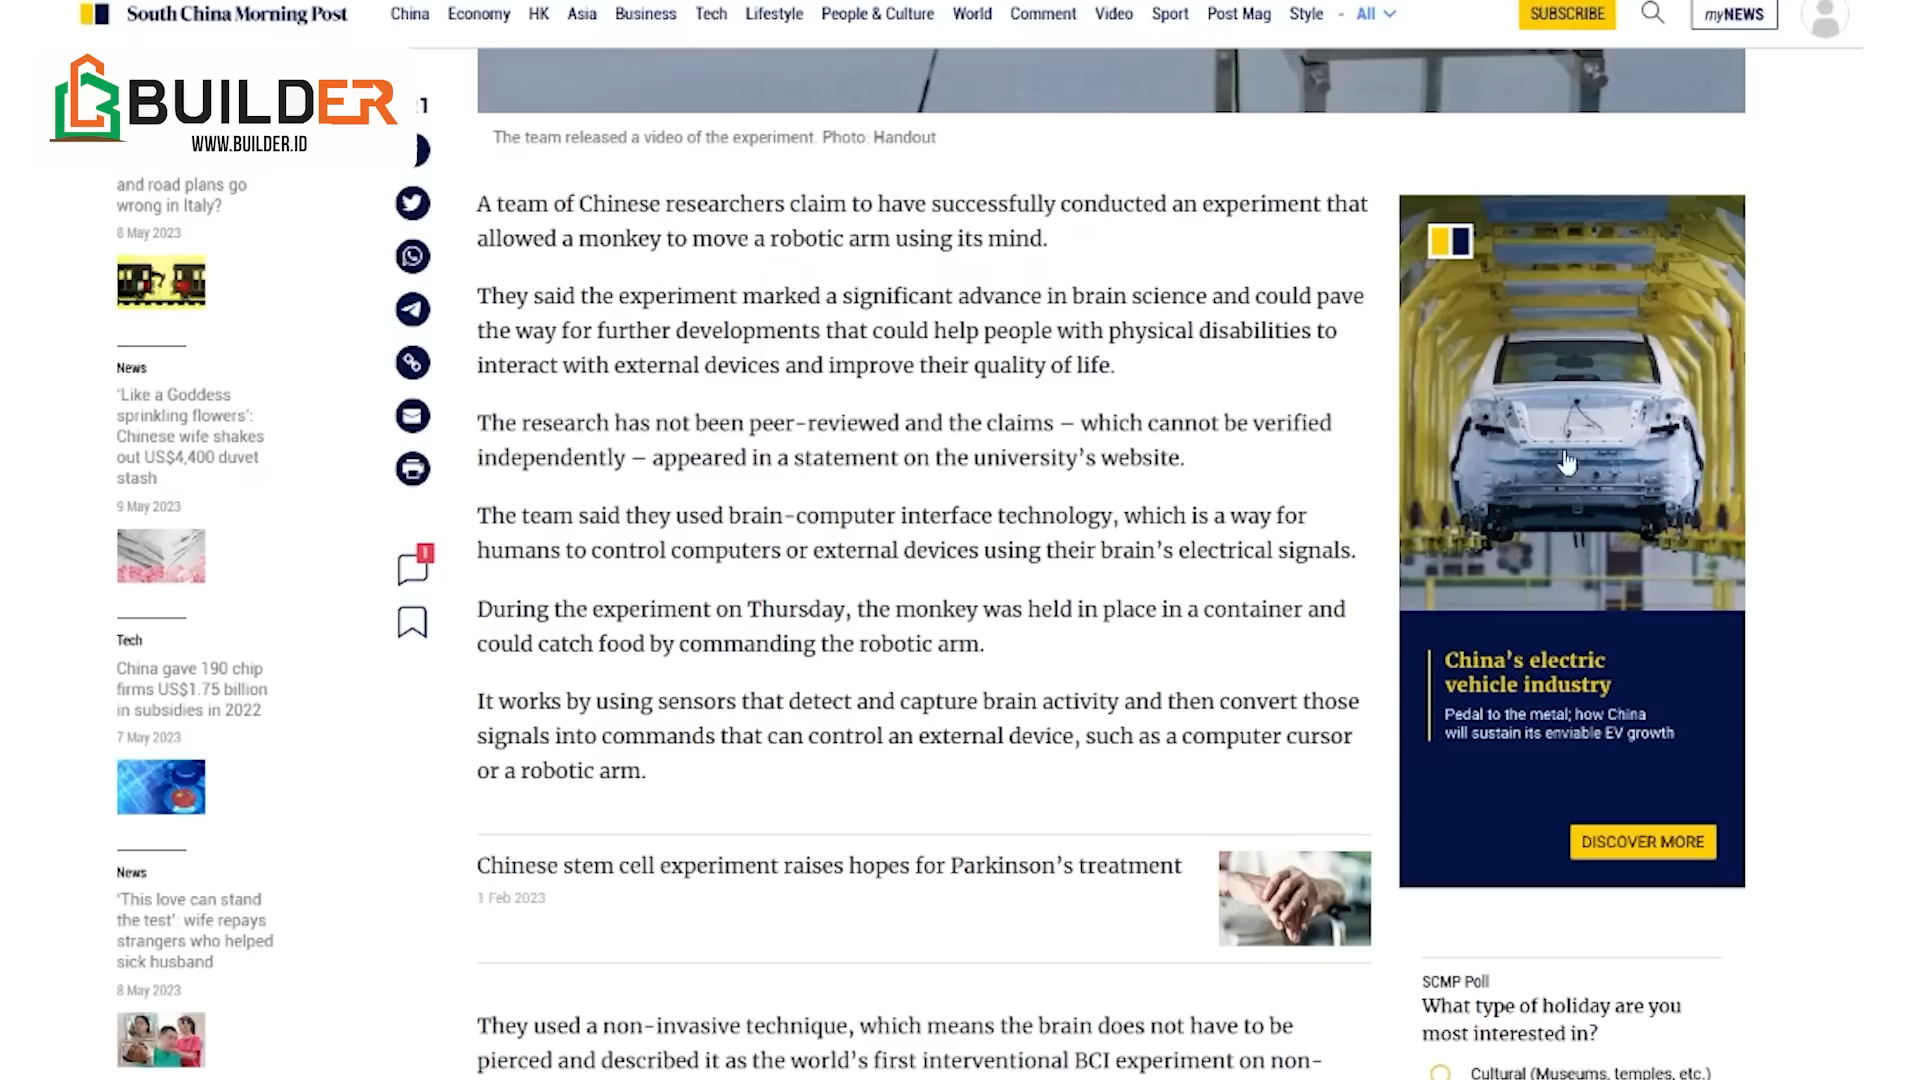 South China Morning Post
China Economy HK Asia Business Tech Lifestyle People & Culture World Comment Video Sport Post Mag Style - All
SUBSCRIBE
myNEWS
BUILDER
WWW.BUILDER.ID
and road plans go
wrong in Italy?
8 May 2023
News
‘Like a Goddess
sprinkling flowers’:
Chinese wife shakes
out US$4,400 duvet
stash
9 May 2023
Tech
China gave 190 chip
firms US$1.75 billion
in subsidies in 2022
7 May 2023
News
‘This love can stand
the test’: wife repays
strangers who helped
sick husband
8 May 2023
1
The team released a video of the experiment. Photo: Handout
A team of Chinese researchers claim to have successfully conducted an experiment that
allowed a monkey to move a robotic arm using its mind.
They said the experiment marked a significant advance in brain science and could pave
the way for further developments that could help people with physical disabilities to
interact with external devices and improve their quality of life.
The research has not been peer-reviewed and the claims – which cannot be verified
independently – appeared in a statement on the university’s website.
The team said they used brain-computer interface technology, which is a way for
humans to control computers or external devices using their brain’s electrical signals.
During the experiment on Thursday, the monkey was held in place in a container and
could catch food by commanding the robotic arm.
It works by using sensors that detect and capture brain activity and then convert those
signals into commands that can control an external device, such as a computer cursor
or a robotic arm.
Chinese stem cell experiment raises hopes for Parkinson’s treatment
1 Feb 2023
They used a non-invasive technique, which means the brain does not have to be
pierced and described it as the world’s first interventional BCI experiment on non-
China’s electric
vehicle industry
Pedal to the metal; how China
will sustain its enviable EV growth
DISCOVER MORE
SCMP Poll
What type of holiday are you
most interested in?
Cultural (Museums, temples, etc.)